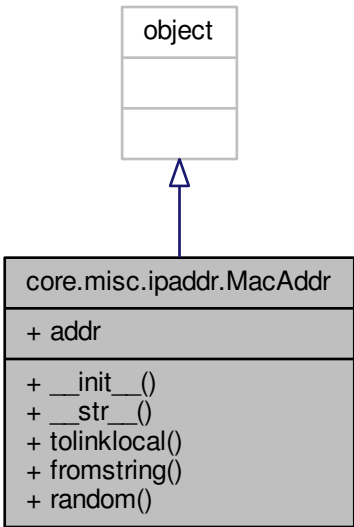 object
core.misc.ipaddr.MacAddr
+ addr
+ __init__()
+ __str__()
+ tolinklocal()
+ fromstring()
+ random()